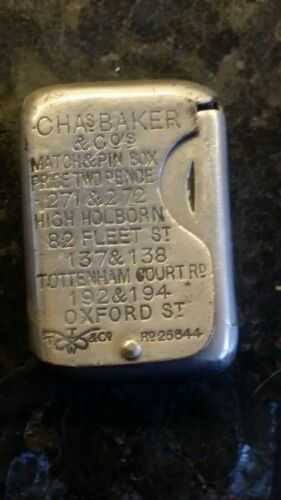 CHAS BAKER
& CO'S
MATCH & PIN BOX
PRICE TWO PENCE
271 & 272
HIGH HOLBORN
82 FLEET ST
137 & 138
TOTTENHAM COURT RD
192 & 194
OXFORD ST
& CO RD 26844